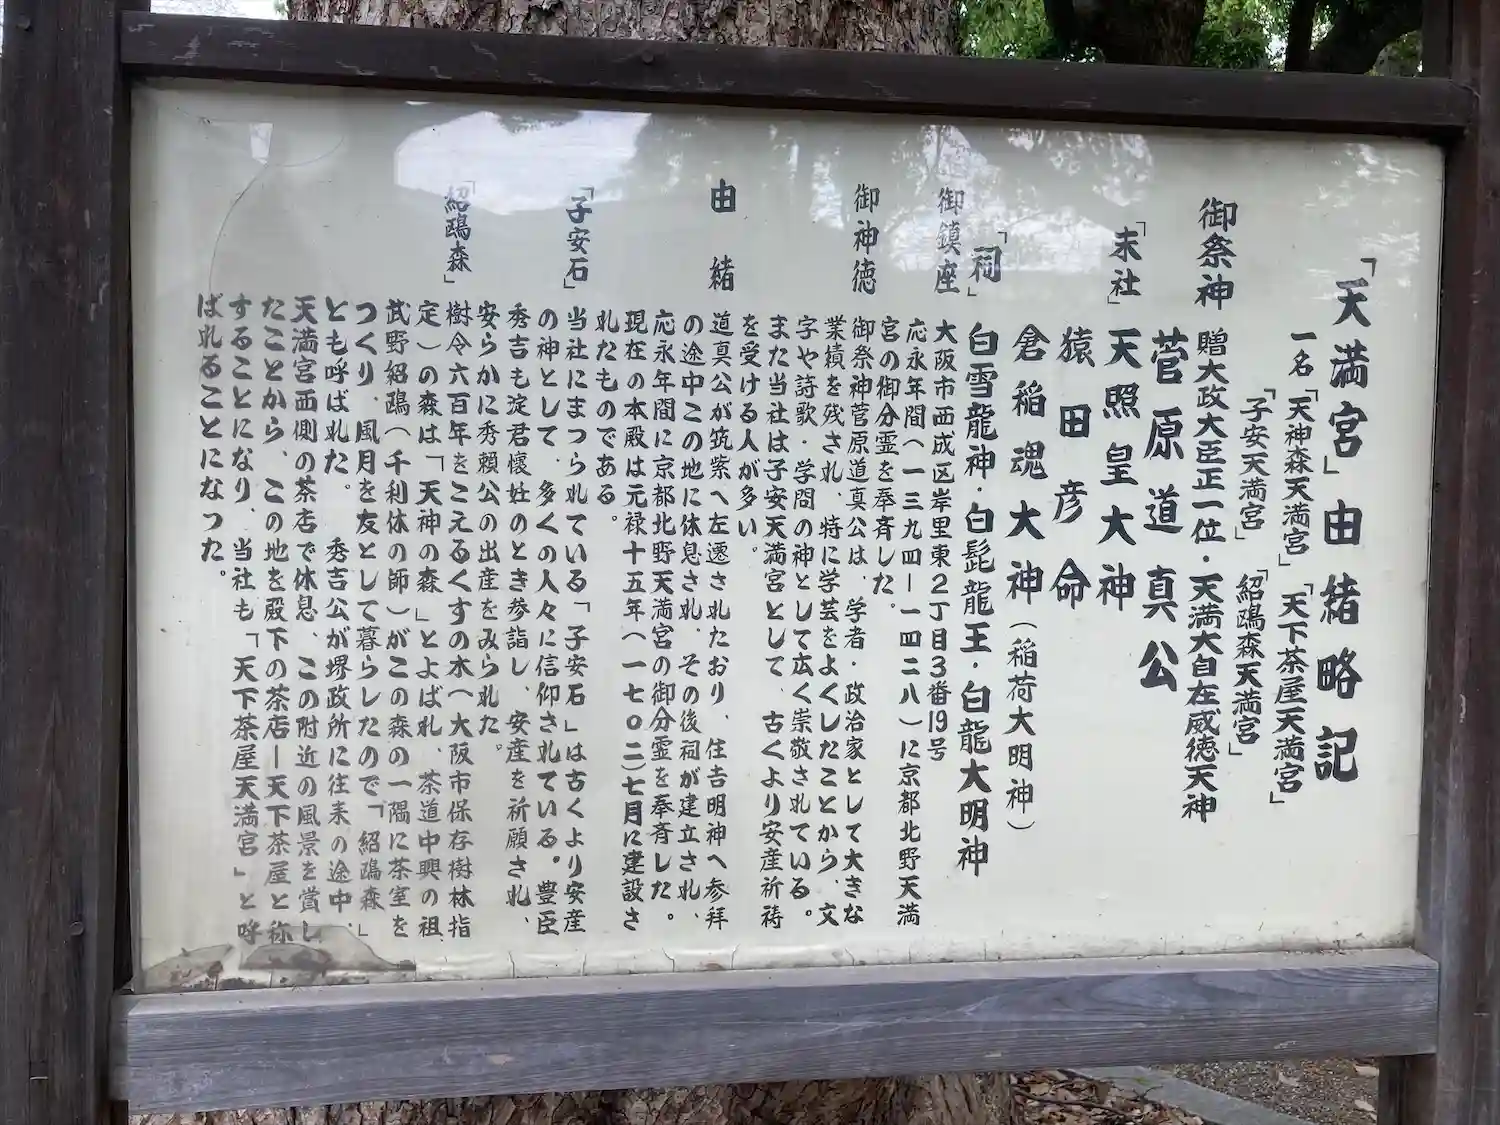 「天満宮」由緒略記
一名「天神森天満宮」「天下茶屋天満宮」
「子安天満宮」「紹鴎森天満宮」
御祭神 贈大政大臣正一位・天満大自在威徳天神
菅原道真公
「末社」 天照皇大神
猿田彦命
倉稲魂大神（稲荷大明神）
「祠」 白雪龍神・白髭龍王・白龍大明神
御鎮座 大阪市西成区岸里東2丁目3番19号
応永年間（一三九四ー一四二八）に京都北野天満
宮の御分霊を奉斉した。
御神徳 御祭神菅原道真公は、学者・政治家として大きな
業績を残され、特に学芸をよくしたことから、文
字や詩歌・学問の神として広く崇敬されている。
また当社は子安天満宮として、古くより安産祈祷
を受ける人が多い。
由緒 道真公が筑紫へ左遷されたおり、住吉明神へ参拜
の途中この地に休息され、その後祠が建立され、
応永年間に京都北野天満宮の御分霊を奉斉した。
現在の本殿は元禄十五年（一七〇二）七月に建設さ
れたものである。
「子安石」 当社にまつられている「子安石」は古くより安産
の神として、多くの人々に信仰されている。豊臣
秀吉も淀君懐妊のとき参詣し、安産を祈願され、
安らかに秀頼公の出産をみられた。
「紹鴎森」 樹令六百年をこえるくすの木（大阪市保存樹林指
定）の森は「天神の森」とよばれ、茶道中興の祖
武野紹鴎（千利休の師）がこの森の一隅に茶室を
つくり、風月を友として暮らしたので「紹鴎森」
とも呼ばれた。 秀吉公が堺政所に往来の途中、
天満宮西側の茶店で休息、この附近の風景を賞し
たことから、この地を殿下の茶店ー天下茶屋と称
することになり、当社も「天下茶屋天満宮」と呼
ばれることになった。